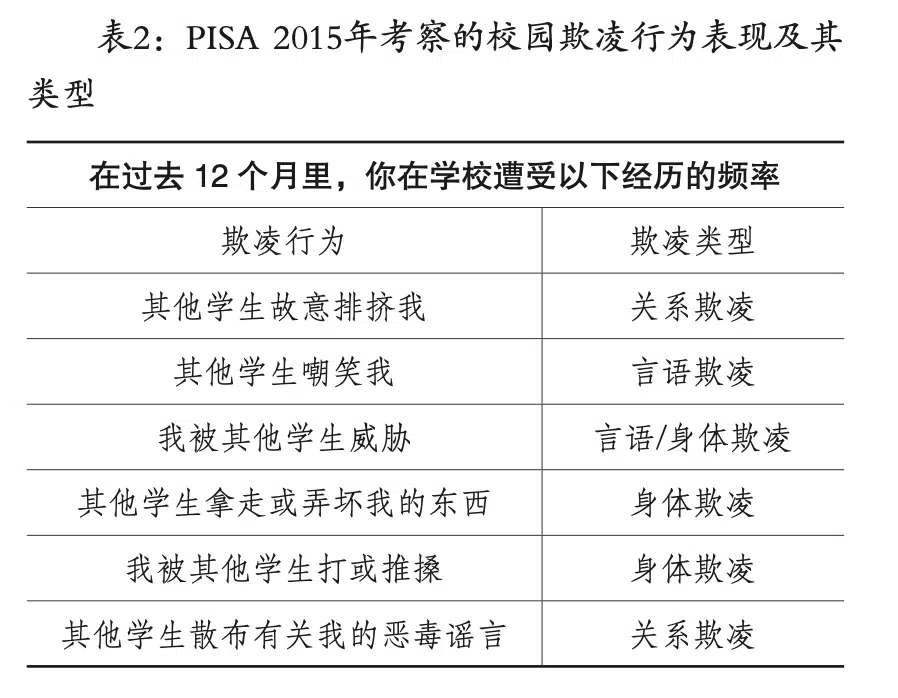 表2：PISA 2015年考察的校园欺凌行为表现及其
类型
在过去 12 个月里，你在学校遭受以下经历的频率
欺凌行为 欺凌类型
其他学生故意排挤我 关系欺凌
其他学生嘲笑我 言语欺凌
我被其他学生威胁 言语/身体欺凌
其他学生拿走或弄坏我的东西 身体欺凌
我被其他学生打或推搡 身体欺凌
其他学生散布有关我的恶毒谣言 关系欺凌